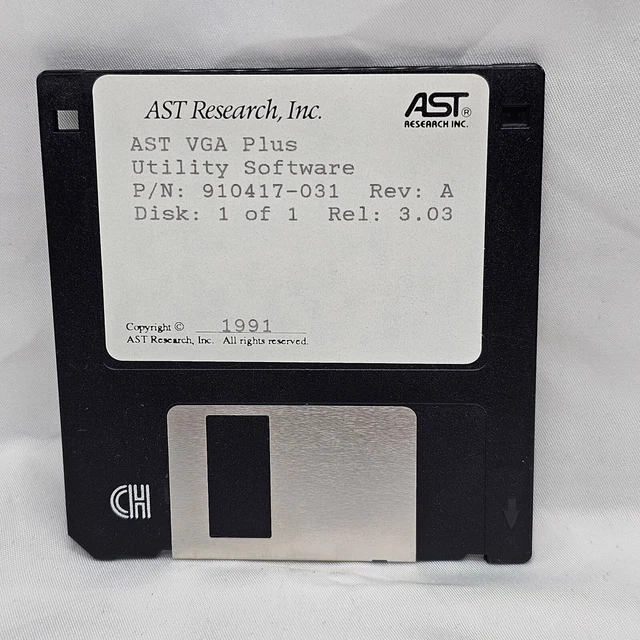 AST Research, Inc.
AST®
RESEARCH INC.
AST VGA Plus
Utility Software
P/N: 910417-031 Rev: A
Disk: 1 of 1 Rel: 3.03
Copyright © 1991
AST Research, Inc. All rights reserved.
CH